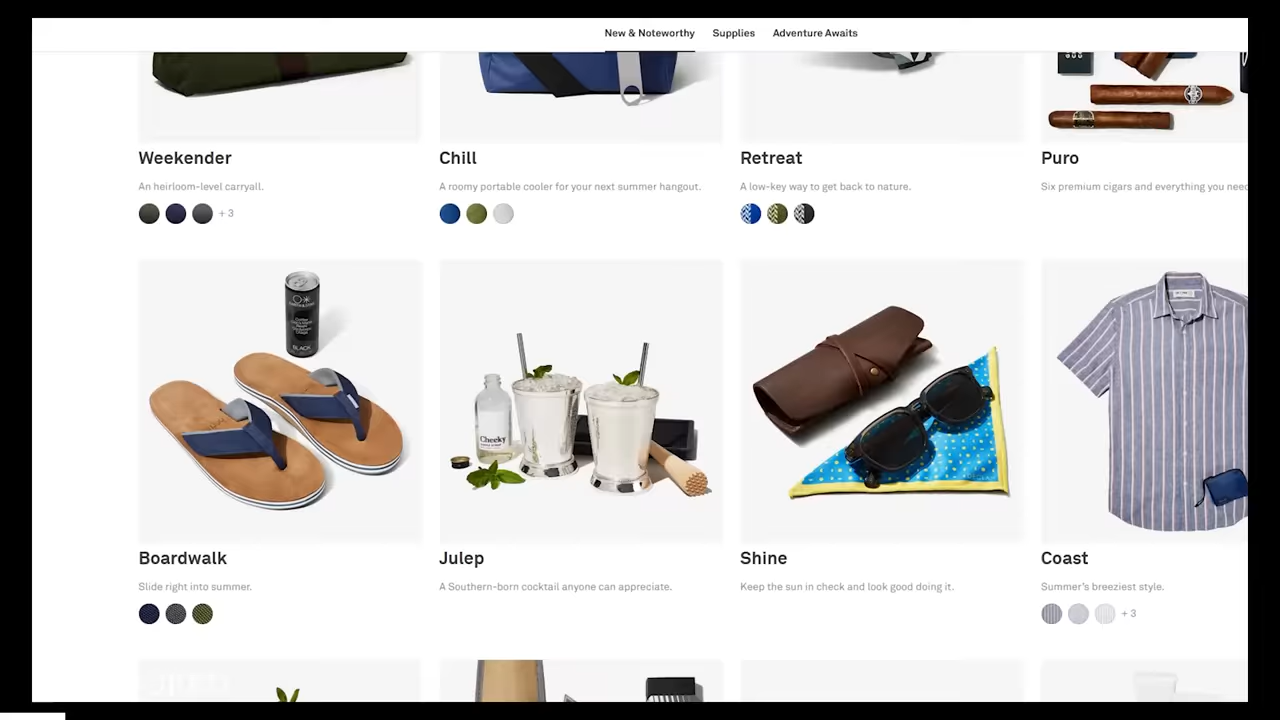 New & Noteworthy
Supplies
Adventure Awaits
Weekender
An heirloom-level carryall.
+ 3
Chill
A roomy portable cooler for your next summer hangout.
Retreat
A low-key way to get back to nature.
Puro
Six premium cigars and everything you need
BLACK
Cheeky
Boardwalk
Slide right into summer.
Julep
A Southern-born cocktail anyone can appreciate.
Shine
Keep the sun in check and look good doing it.
Coast
Summer's breeziest style.
+ 3